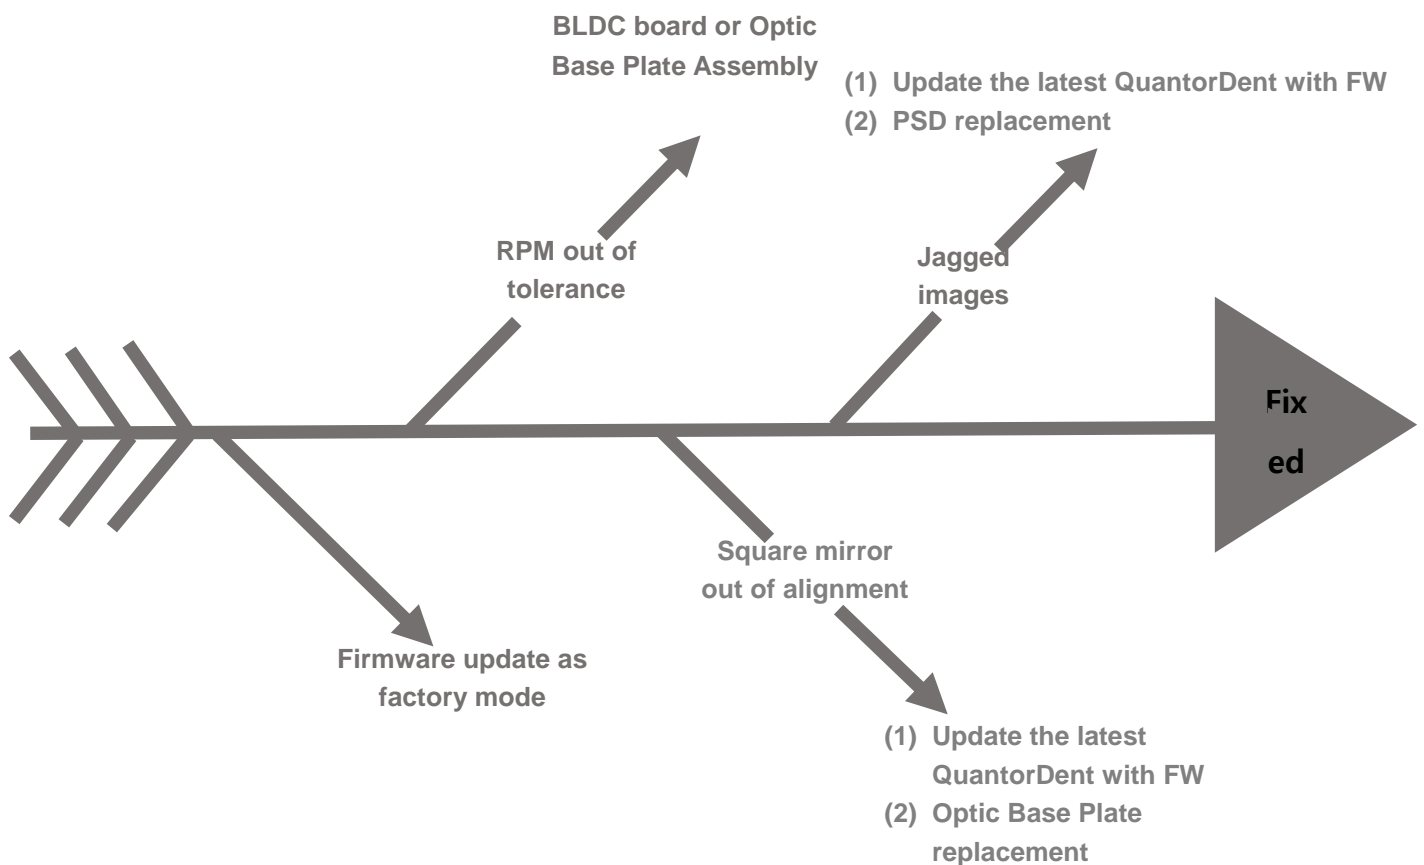 BLDC board or Optic
Base Plate Assembly
(1) Update the latest QuantorDent with FW
(2) PSD replacement
RPM out of
tolerance
Jagged
images
Fix
ed
Square mirror
out of alignment
Firmware update as
factory mode
(1) Update the latest
QuantorDent with FW
(2) Optic Base Plate
replacement